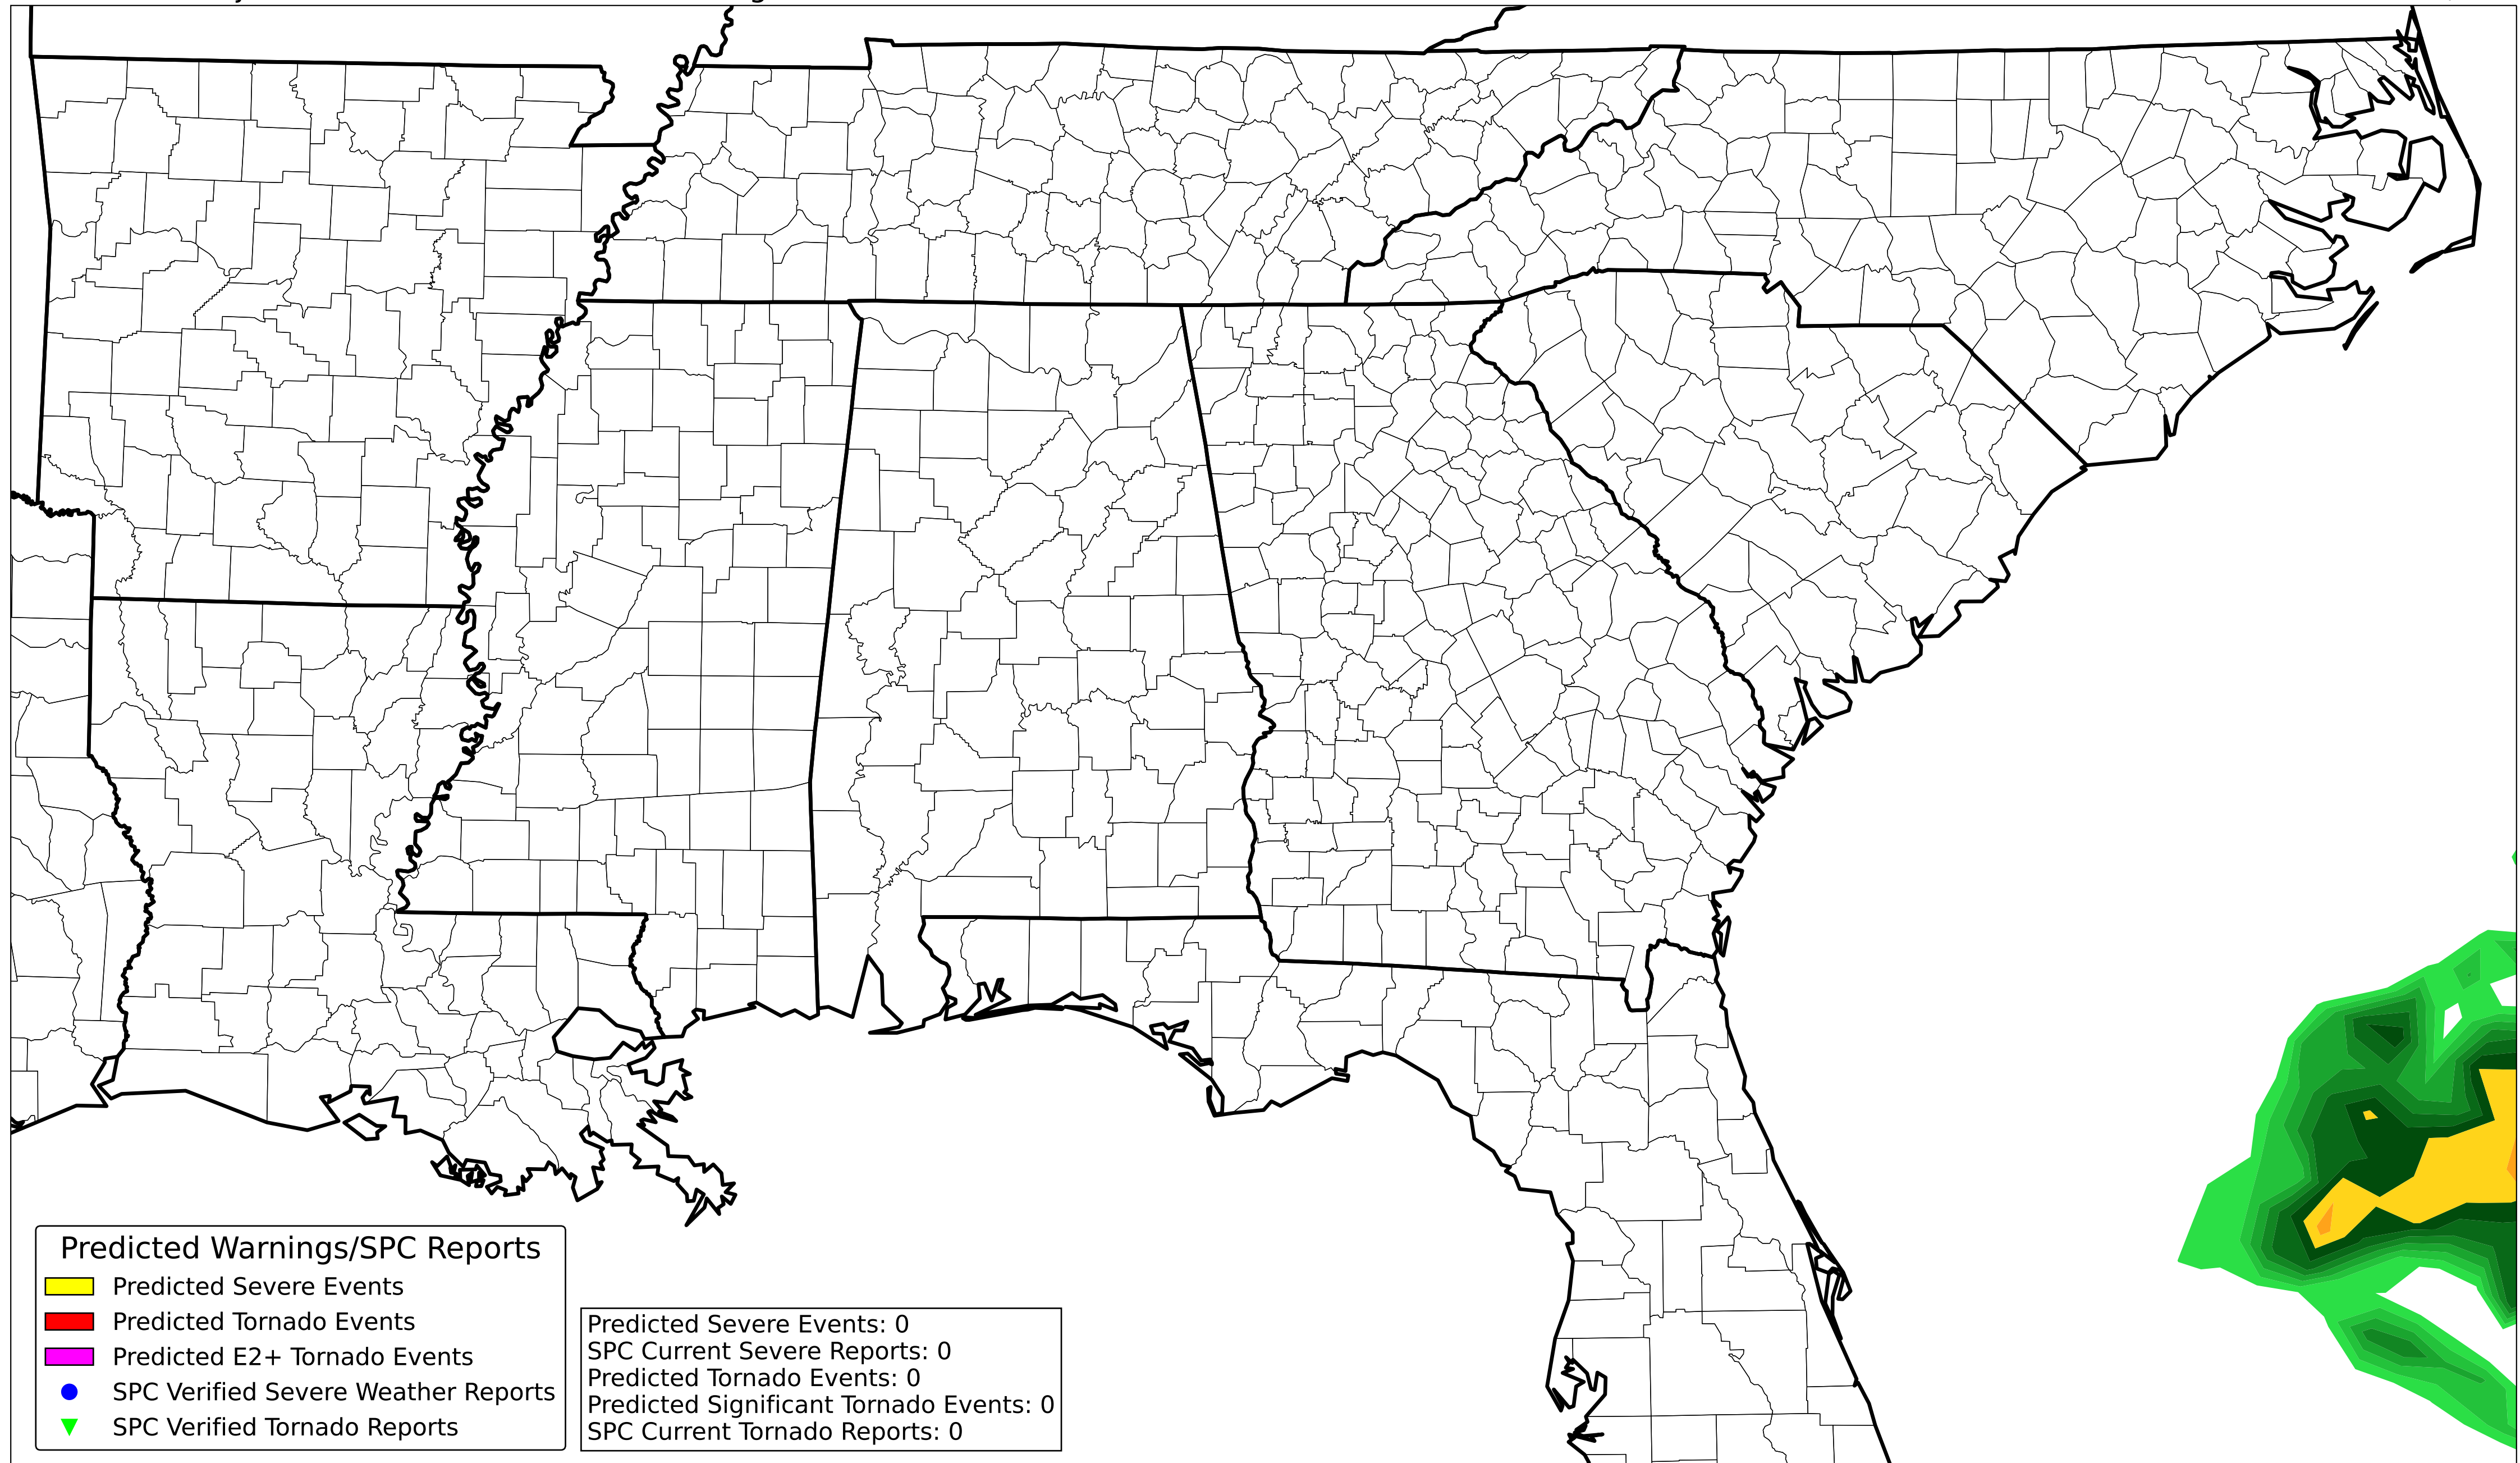 Predicted Warnings/SPC Reports
Predicted Severe Events
Predicted Tornado Events
Predicted E2+ Tornado Events
SPC Verified Severe Weather Reports
SPC Verified Tornado Reports
Predicted Severe Events: 0
SPC Current Severe Reports: 0
Predicted Tornado Events: 0
Predicted Significant Tornado Events: 0
SPC Current Tornado Reports: 0